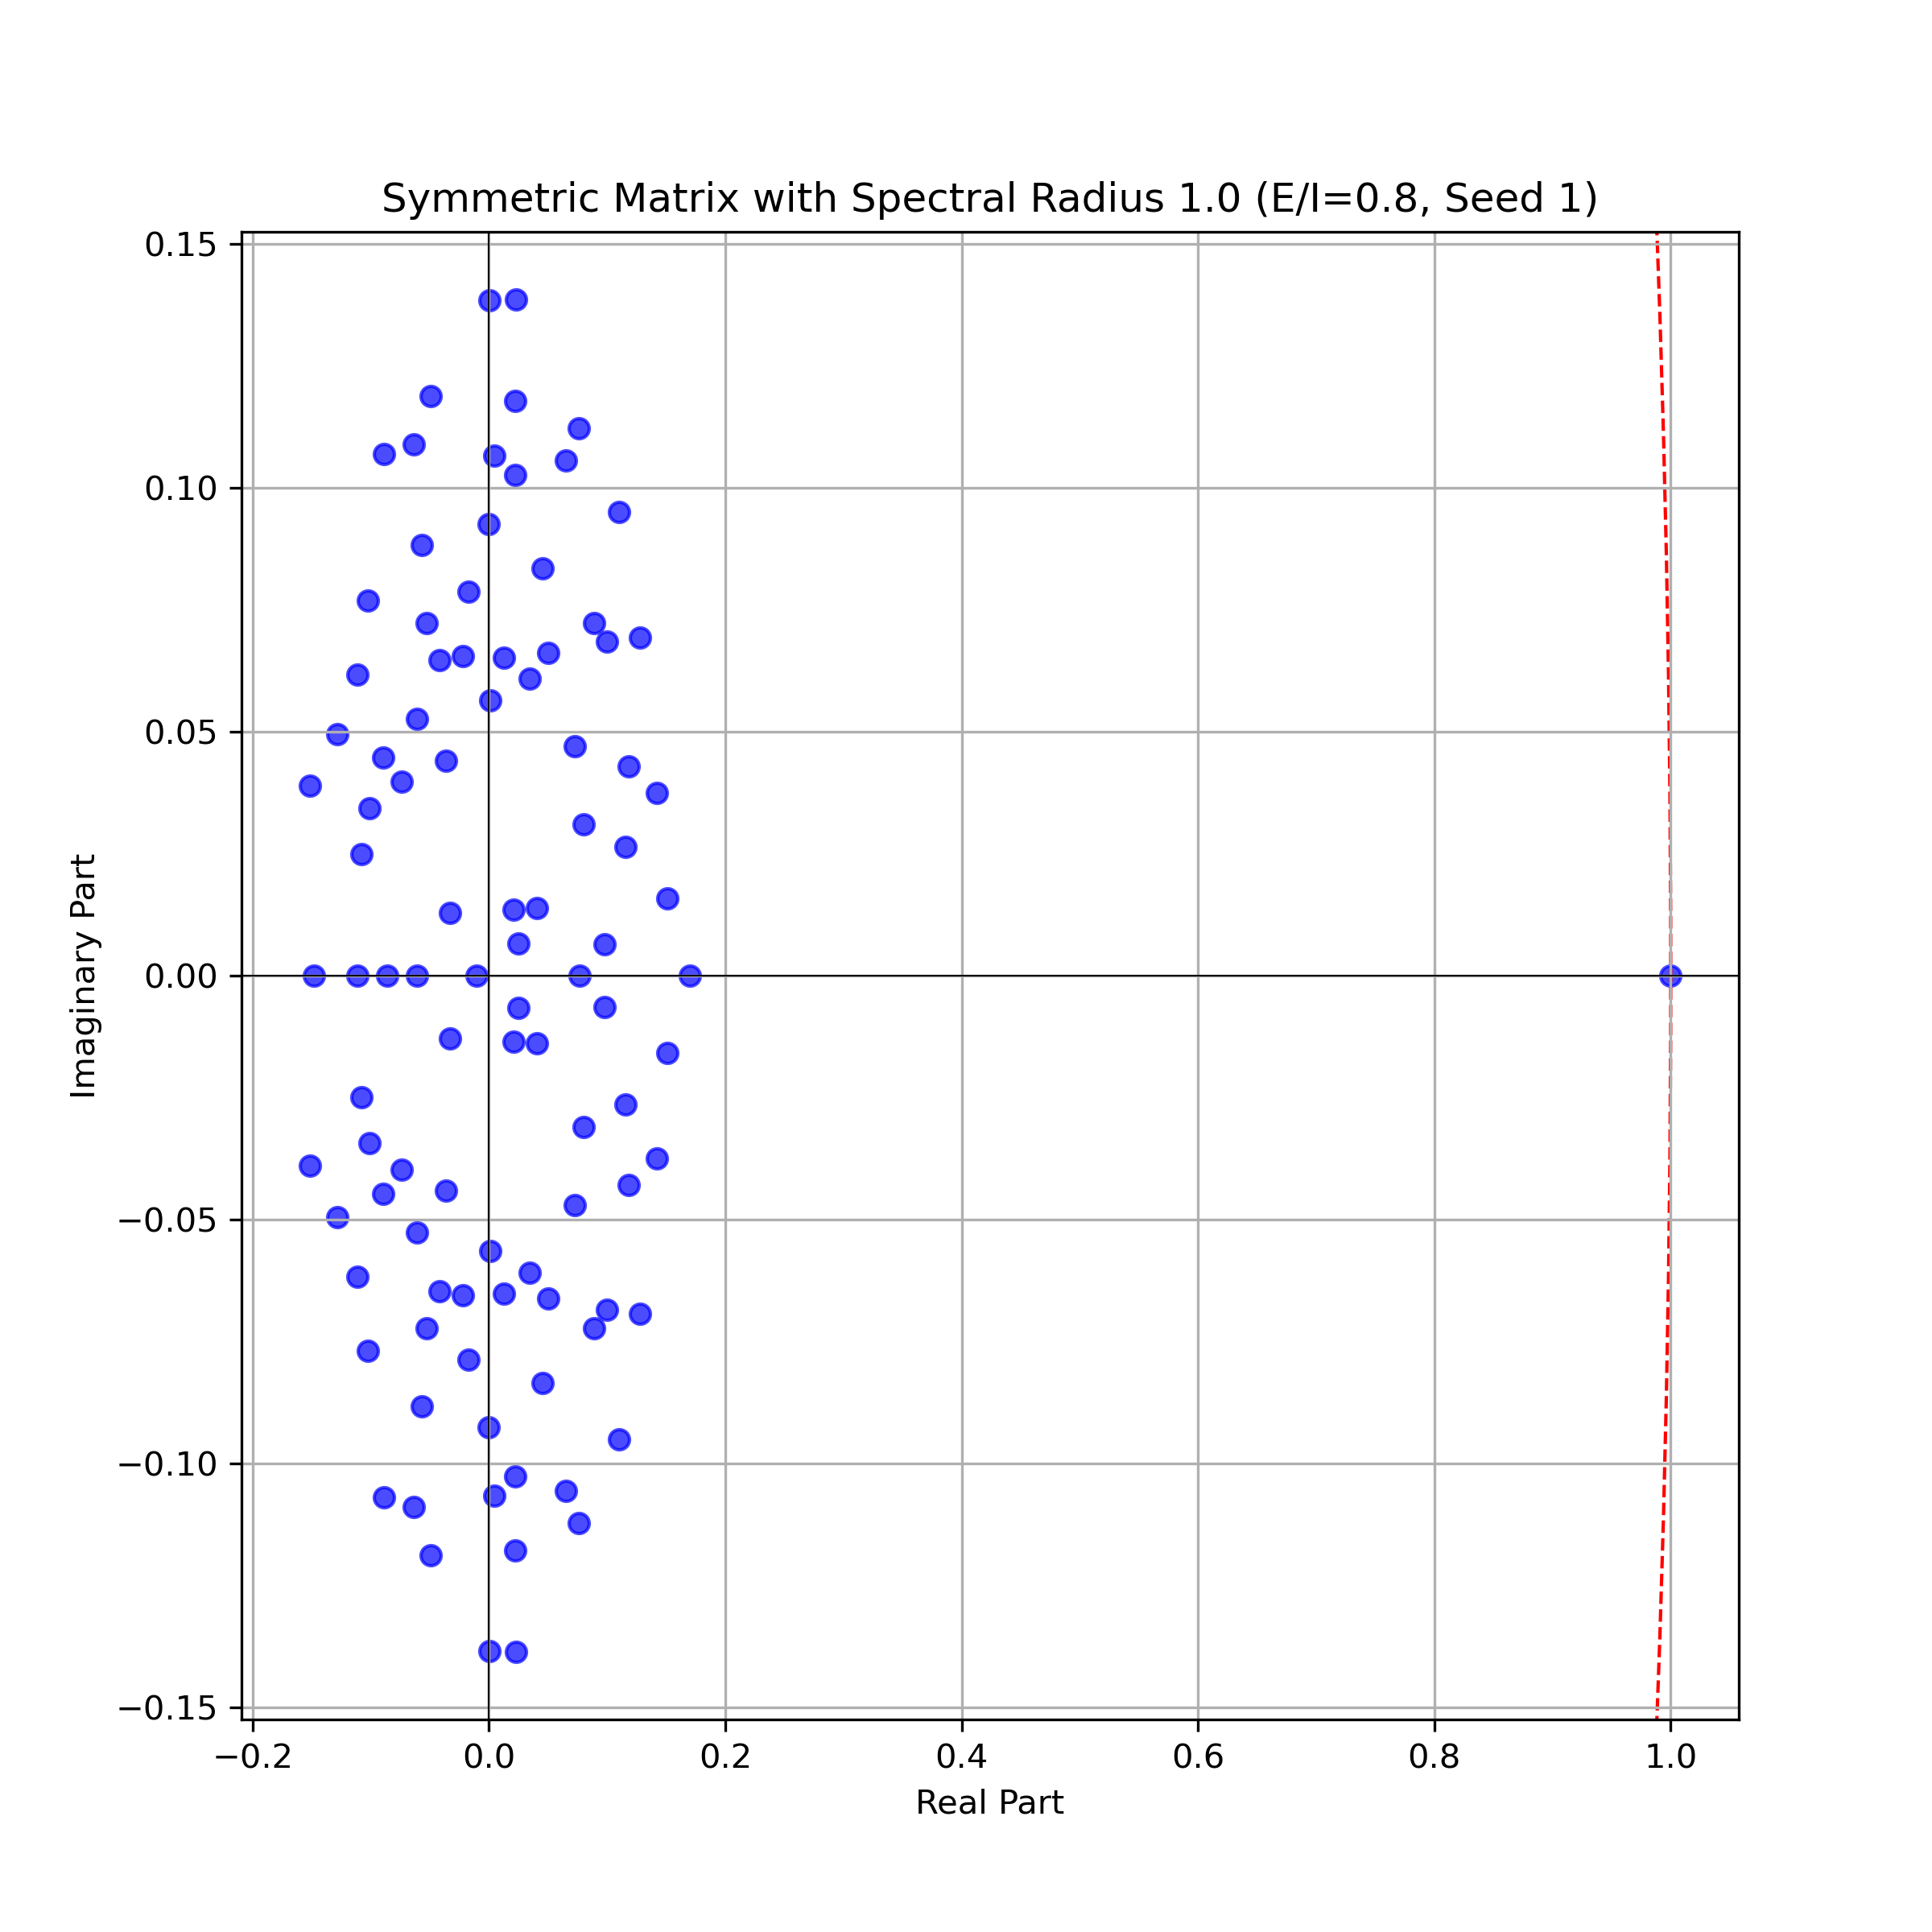 Symmetric Matrix with Spectral Radius 1.0 (E/I=0.8, Seed 1)
0.15
0.10
0.05
0.00
−0.05
−0.10
−0.15
Imaginary Part
−0.2 0.0 0.2 0.4 0.6 0.8 1.0
Real Part